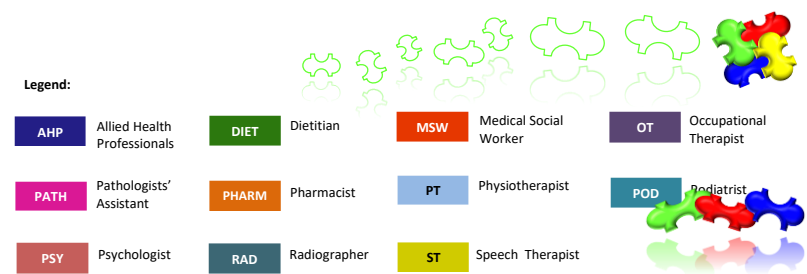 Legend:
AHP Allied Health Professionals
DIET Dietitian
MSW Medical Social Worker
OT Occupational Therapist
PATH Pathologists' Assistant
PHARM Pharmacist
PT Physiotherapist
POD Podiatrist
PSY Psychologist
RAD Radiographer
ST Speech Therapist